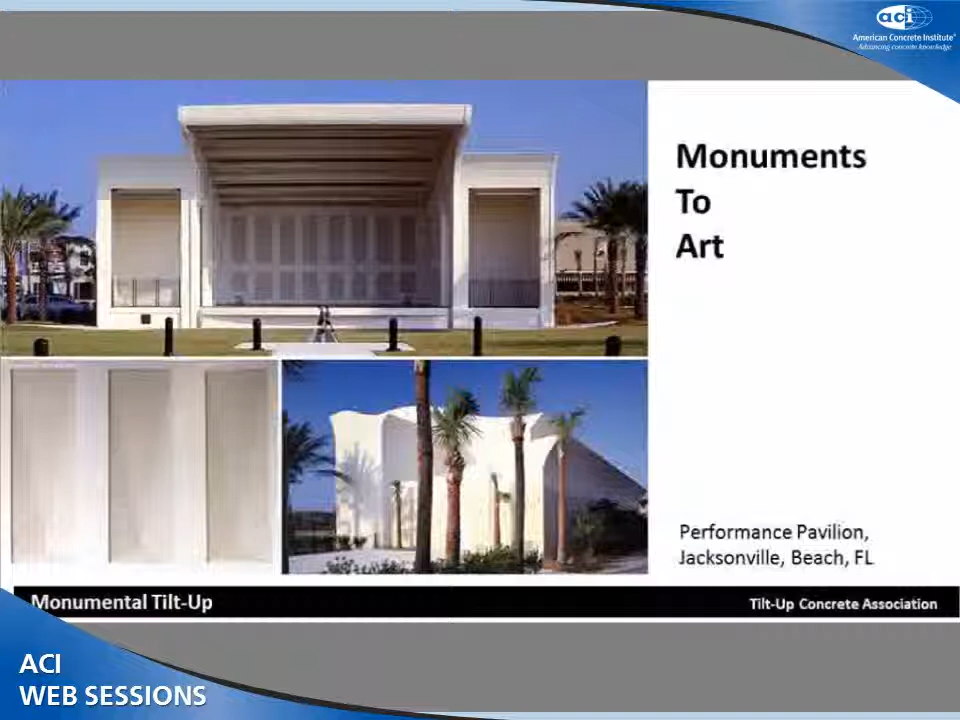 aci
American Concrete Institute®
Advancing concrete knowledge
Monuments
To
Art
Performance Pavilion,
Jacksonville, Beach, FL
Monumental Tilt-Up
Tilt-Up Concrete Association
ACI
WEB SESSIONS